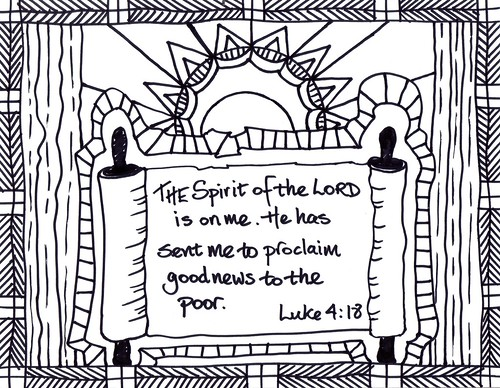 THE Spirit of the LORD
is on me. He has
sent me to proclaim
good news to the
poor.
Luke 4:18